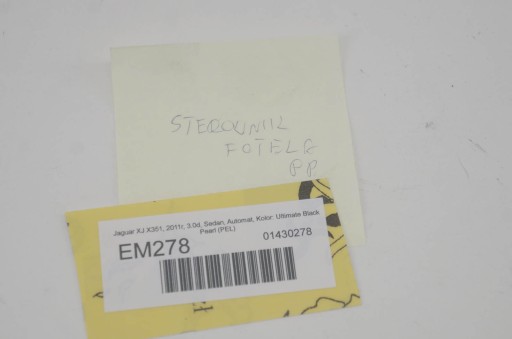 STEROWNIK
FOTELA
PP
Jaguar XJ X351, 2011r, 3.0d, Sedan, Automat, Kolor: Ultimate Black
Pearl (PEL)
EM278
01430278